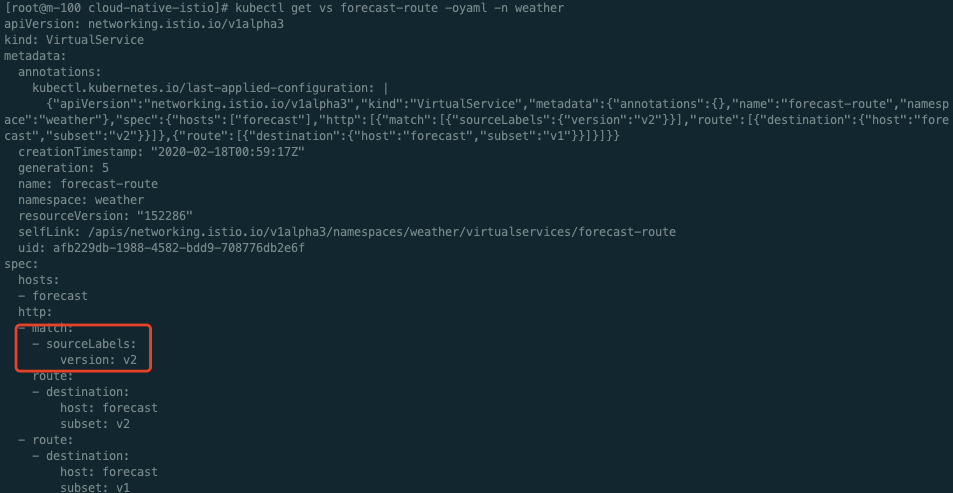 [root@m-100 cloud-native-istio]# kubectl get vs forecast-route -oyaml -n weather
apiVersion: networking.istio.io/v1alpha3
kind: VirtualService
metadata:
  annotations:
    kubectl.kubernetes.io/last-applied-configuration: |
      {"apiVersion":"networking.istio.io/v1alpha3","kind":"VirtualService","metadata":{"annotations":{},"name":"forecast-route","namesp
ace":"weather"},"spec":{"hosts":["forecast"],"http":[{"match":[{"sourceLabels":{"version":"v2"}}],"route":[{"destination":{"host":"fore
cast","subset":"v2"}}]},{"route":[{"destination":{"host":"forecast","subset":"v1"}}]}]}}
  creationTimestamp: "2020-02-18T00:59:17Z"
  generation: 5
  name: forecast-route
  namespace: weather
  resourceVersion: "152286"
  selfLink: /apis/networking.istio.io/v1alpha3/namespaces/weather/virtualservices/forecast-route
  uid: afb229db-1988-4582-bdd9-708776db2e6f
spec:
  hosts:
  - forecast
  http:
  - match:
    - sourceLabels:
        version: v2
    route:
    - destination:
        host: forecast
        subset: v2
  - route:
    - destination:
        host: forecast
        subset: v1